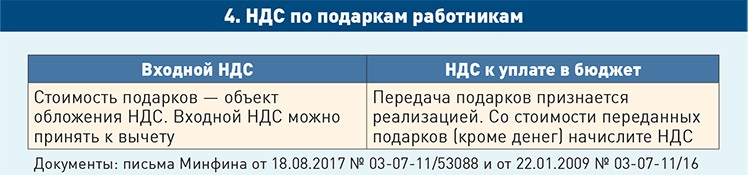 4. НДС по подаркам работникам
Входной НДС
НДС к уплате в бюджет
Стоимость подарков — объект
обложения НДС. Входной НДС можно
принять к вычету
Передача подарков признается
реализацией. Со стоимости переданных
подарков (кроме денег) начислите НДС
Документы: письма Минфина от 18.08.2017 № 03-07-11/53088 и от 22.01.2009 № 03-07-11/16